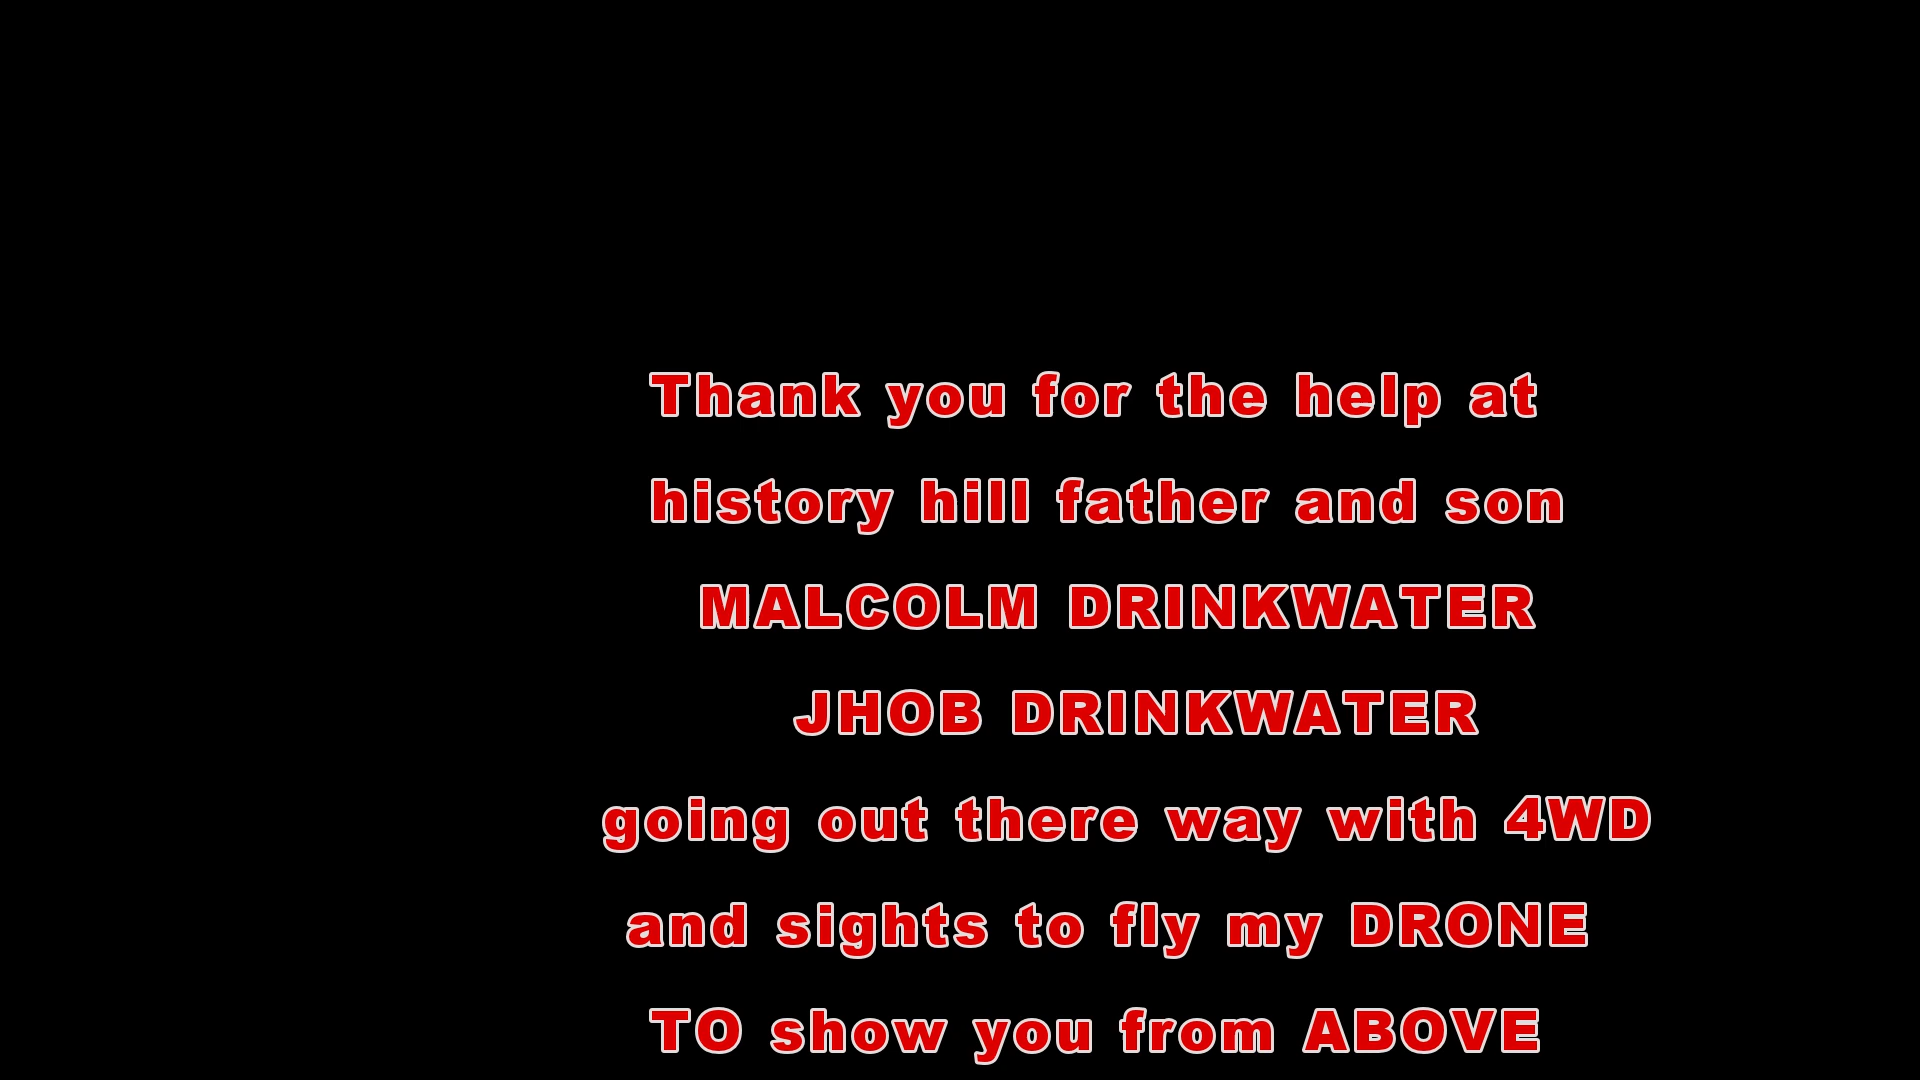 Thank you for the help at
history hill father and son
MALCOLM DRINKWATER
JHOB DRINKWATER
going out there way with 4WD
and sights to fly my DRONE
TO show you from ABOVE